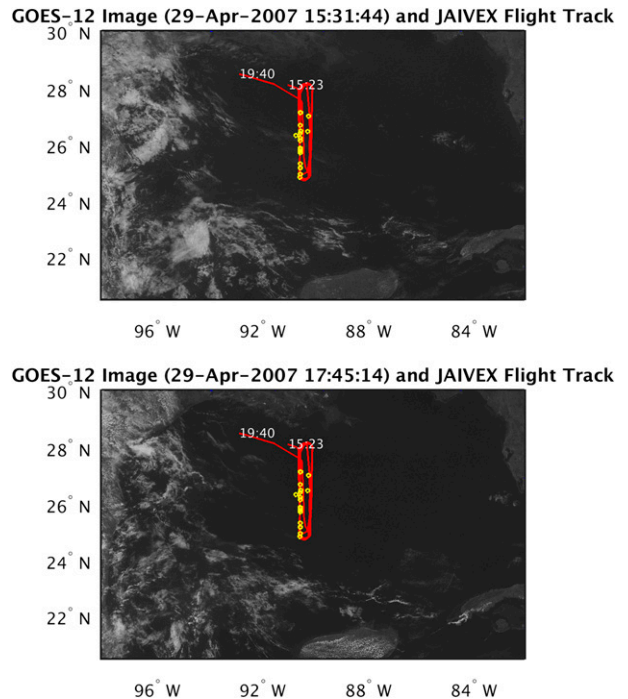 GOES-12 Image (29-Apr-2007 15:31:44) and JAIVEX Flight Track
30° N
28° N
26° N
24° N
22° N
19:40
15:23
96° W
92° W
88° W
84° W
GOES-12 Image (29-Apr-2007 17:45:14) and JAIVEX Flight Track
30° N
28° N
26° N
24° N
22° N
19:40
15:23
96° W
92° W
88° W
84° W